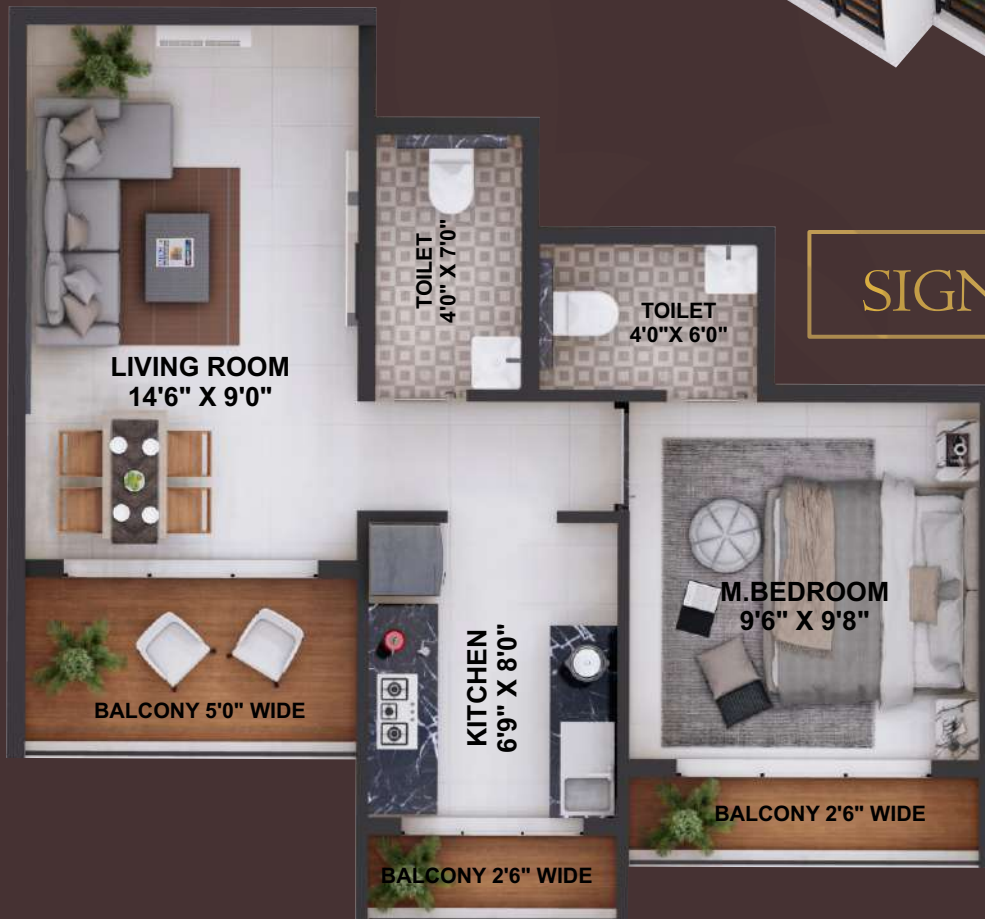 TOILET
4'0" X 7'0"
SIGN
TOILET
4'0"X 6'0"
LIVING ROOM
14'6" X 9'0"
M.BEDROOM
9'6" X 9'8"
KITCHEN
6'9" X 8'0"
BALCONY 5'0" WIDE
BALCONY 2'6" WIDE
BALCONY 2'6" WIDE